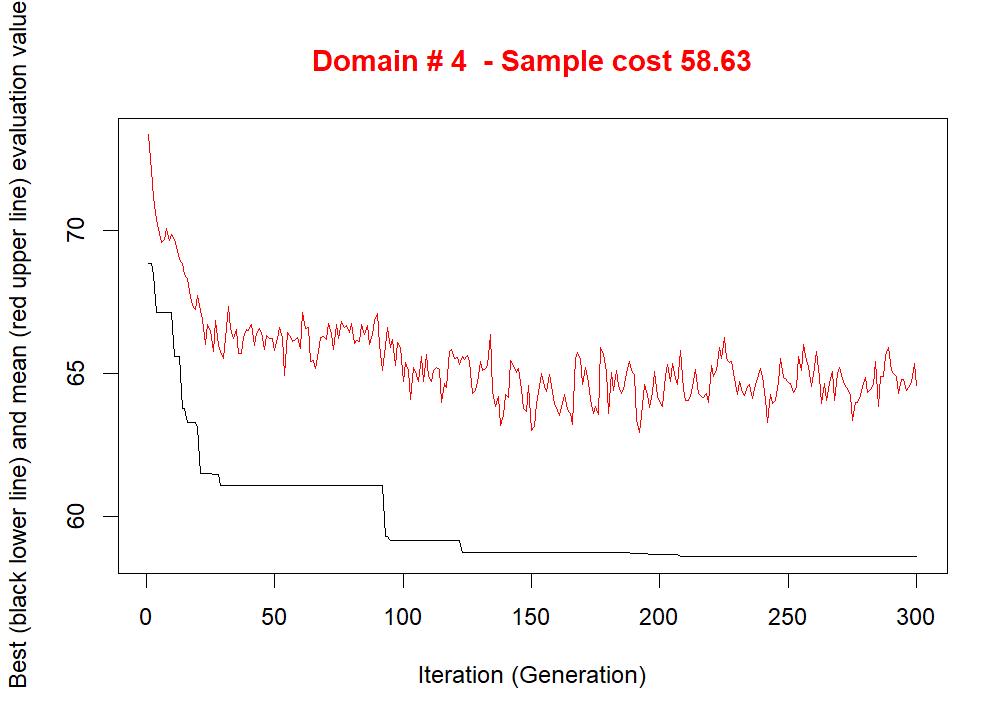 Domain # 4  - Sample cost 58.63
Best (black lower line) and mean (red upper line) evaluation value
70
65
60
0 50 100 150 200 250 300
Iteration (Generation)